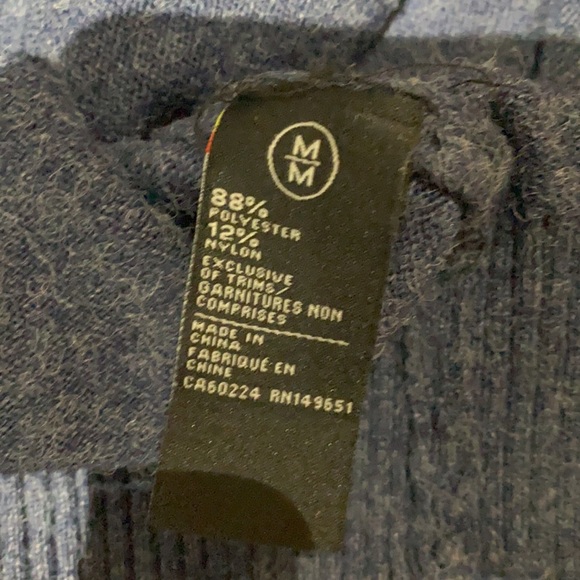 M
M
88%
POLYESTER
12%
NYLON
EXCLUSIVE
OF TRIMS/
GARNITURES NON
COMPRISES
MADE IN
CHINA
FABRIQUÉ EN
CHINE
CA60224 RN149651